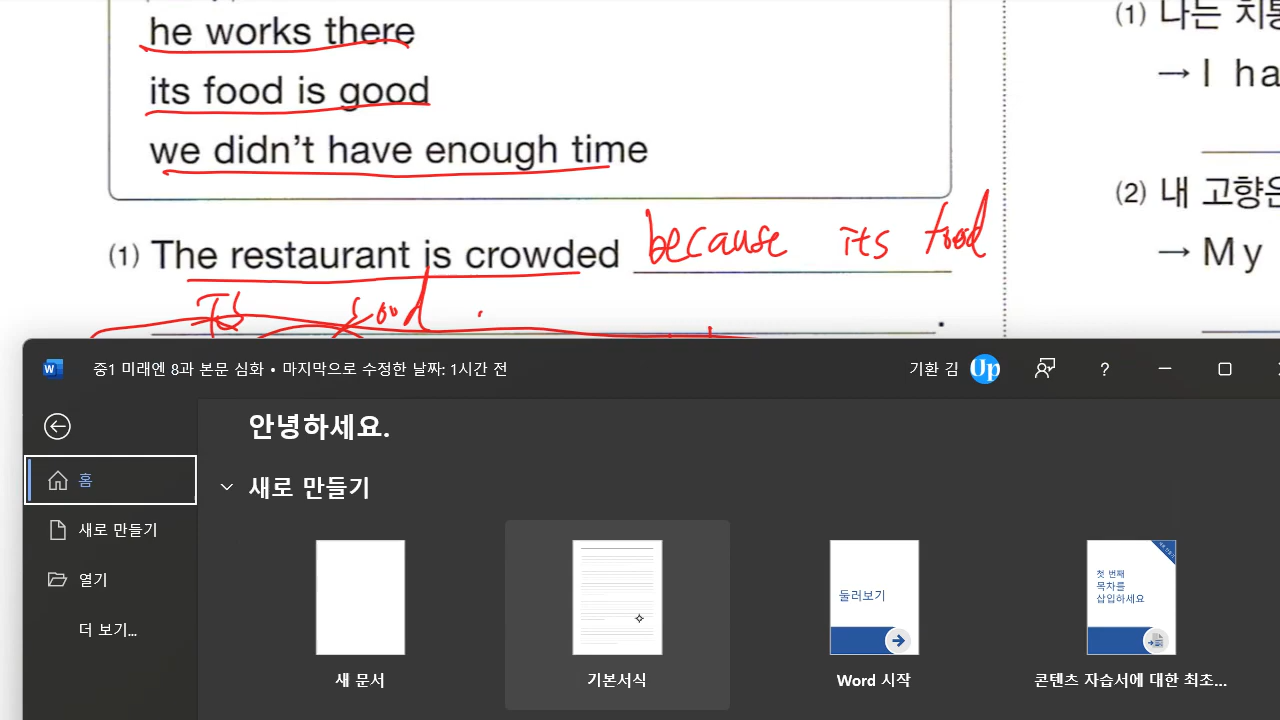 he works there
its food is good
we didn't have enough time
(1) The restaurant is crowded because its food
Its good .
(1) 나는 치통
→ I ha
(2) 내 고향은
→ My
중1 미래엔 8과 본문 심화 • 마지막으로 수정한 날짜: 1시간 전
기환 김
Up
?
안녕하세요.
홈
새로 만들기
새로 만들기
열기
더 보기...
새 문서
기본서식
둘러보기
Word 시작
첫 번째
목차를
삽입하세요
콘텐츠 자습서에 대한 최초...